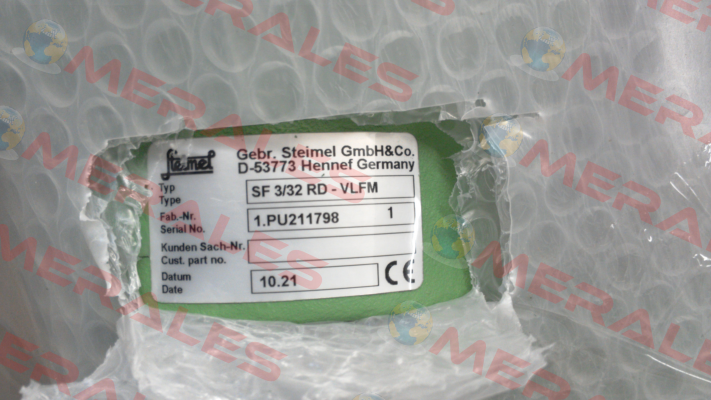 Steimel
Gebr. Steimel GmbH&Co.
D-53773 Hennef Germany
Typ
Type
SF 3/32 RD - VLFM
Fab.-Nr.
Serial No.
1.PU211798 1
Kunden Sach-Nr.
Cust. part no.
Datum
Date
10.21
CE
MERALES
MERALES
MERALES
MERALES
MERALES
MERALES